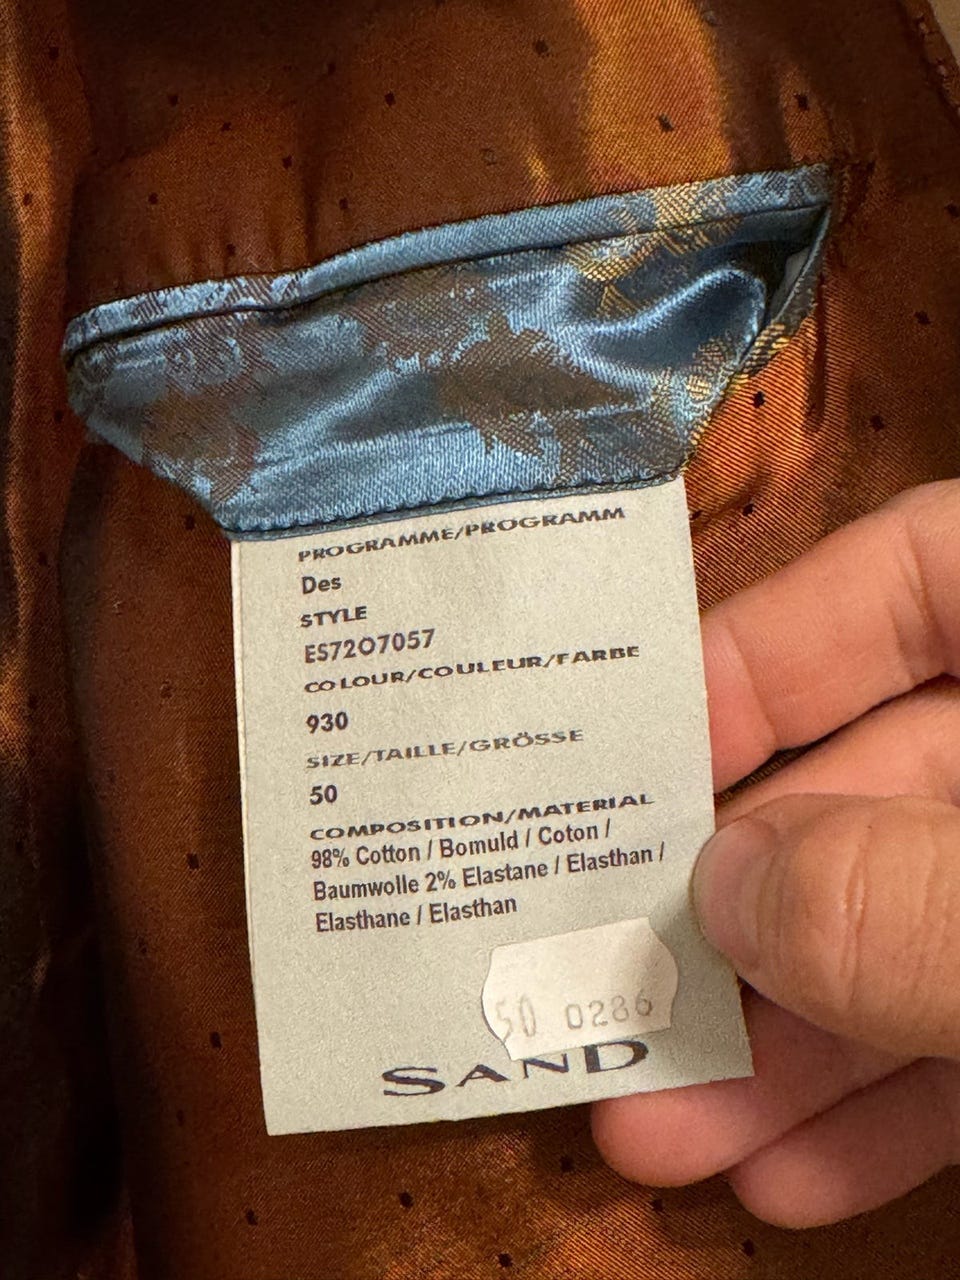 PROGRAMME/PROGRAMM
Des
STYLE
ES7207057
COLOUR/COULEUR/FARBE
930
SIZE/TAILLE/GRÖSSE
50
COMPOSITION/MATERIAL
98% Cotton / Bomuld / Coton /
Baumwolle 2% Elastane / Elasthan /
Elasthane / Elasthan
50 0286
SAND